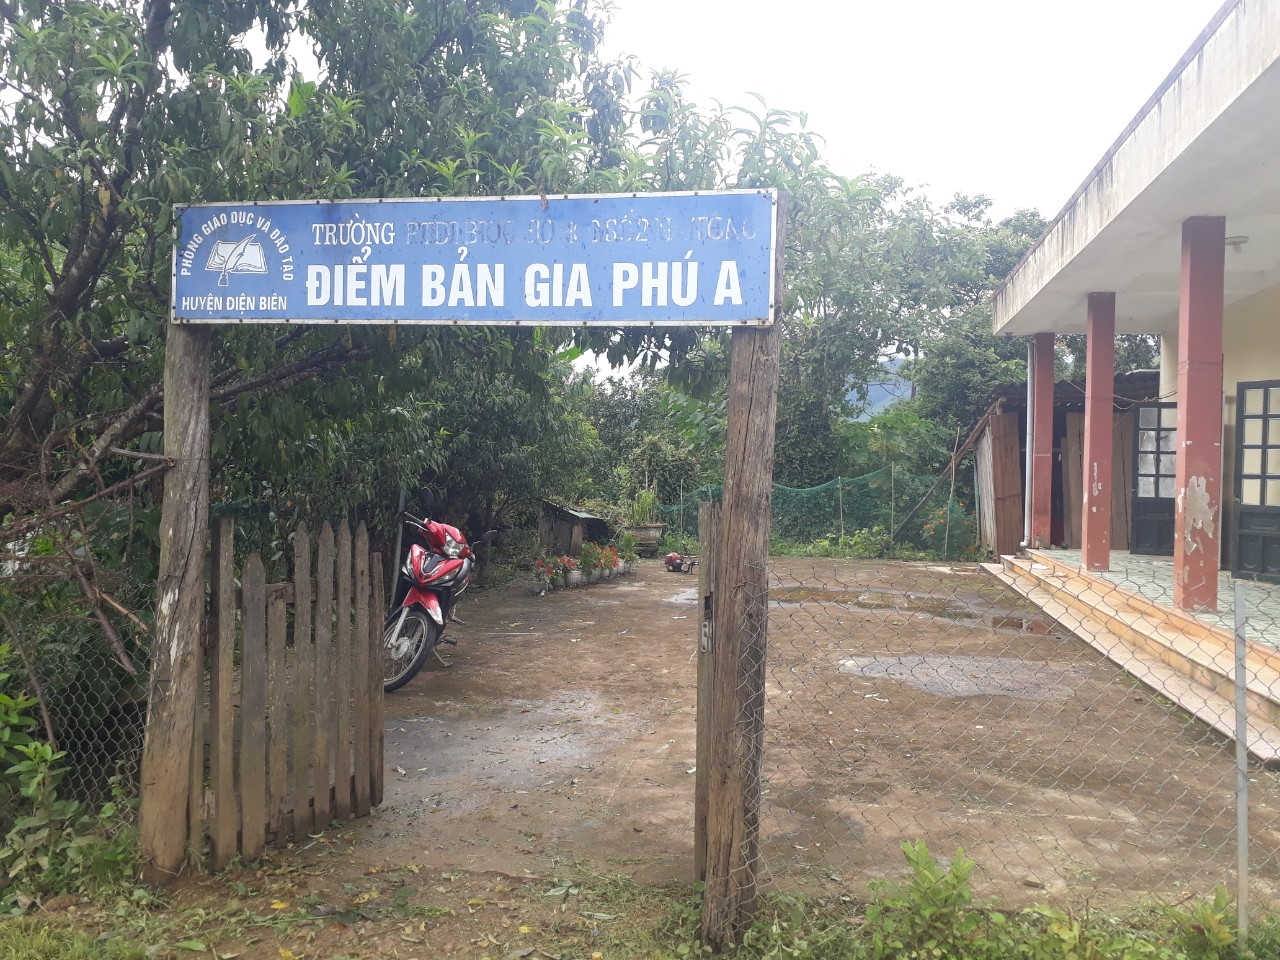 PHÒNG GIÁO DỤC VÀ ĐÀO TẠO
HUYỆN ĐIỆN BIÊN
TRƯỜNG
ĐIỂM BẢN GIA PHÚ A